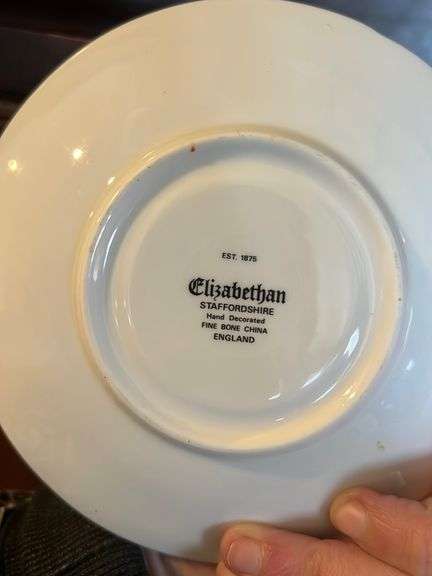 EST. 1875
Elizabethan
STAFFORDSHIRE
Hand Decorated
FINE BONE CHINA
ENGLAND